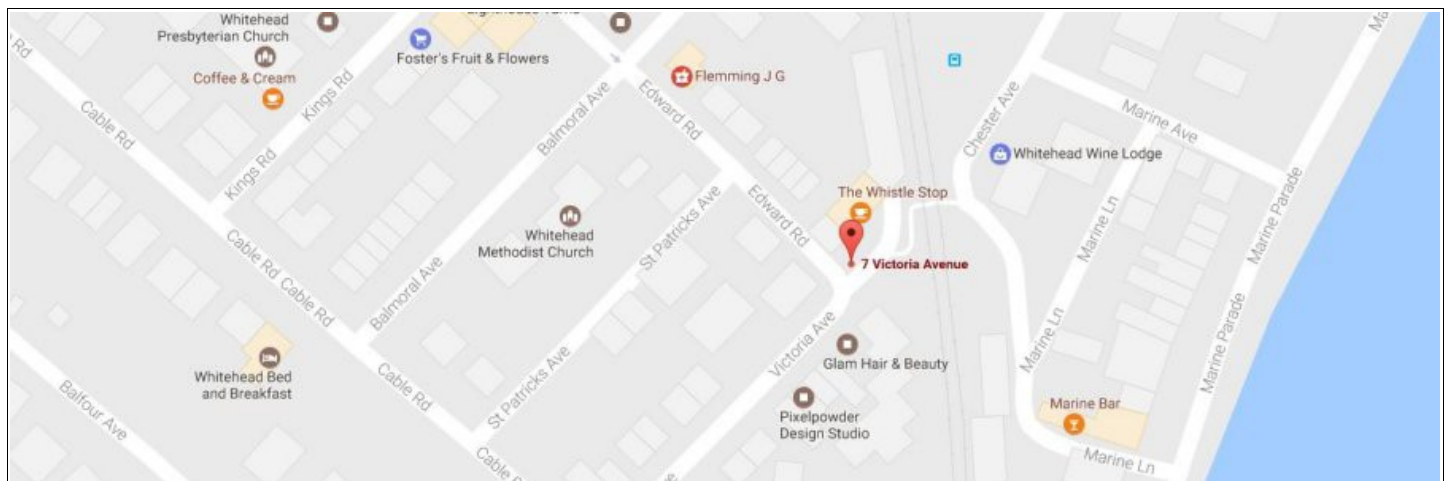 Whitehead
Presbyterian Church
Coffee & Cream
Foster's Fruit & Flowers
Flemming J G
Rd
Cable Rd
Kings Rd
Kings Rd
Balmoral Ave
Edward Rd
Chester Ave
Marine Ave
Whitehead Wine Lodge
The Whistle Stop
Edward Rd
Marine Ln
Marine Parade
Whitehead
Methodist Church
St Patricks Ave
7 Victoria Avenue
Cable Rd
Cable Rd
Balmoral Ave
Victoria Ave
Glam Hair & Beauty
Marine Ln
Marine Parade
Whitehead Bed
and Breakfast
Cable Rd
St Patricks Ave
Pixelpowder
Design Studio
Marine Bar
Balfour Ave
Cable
Marine Ln